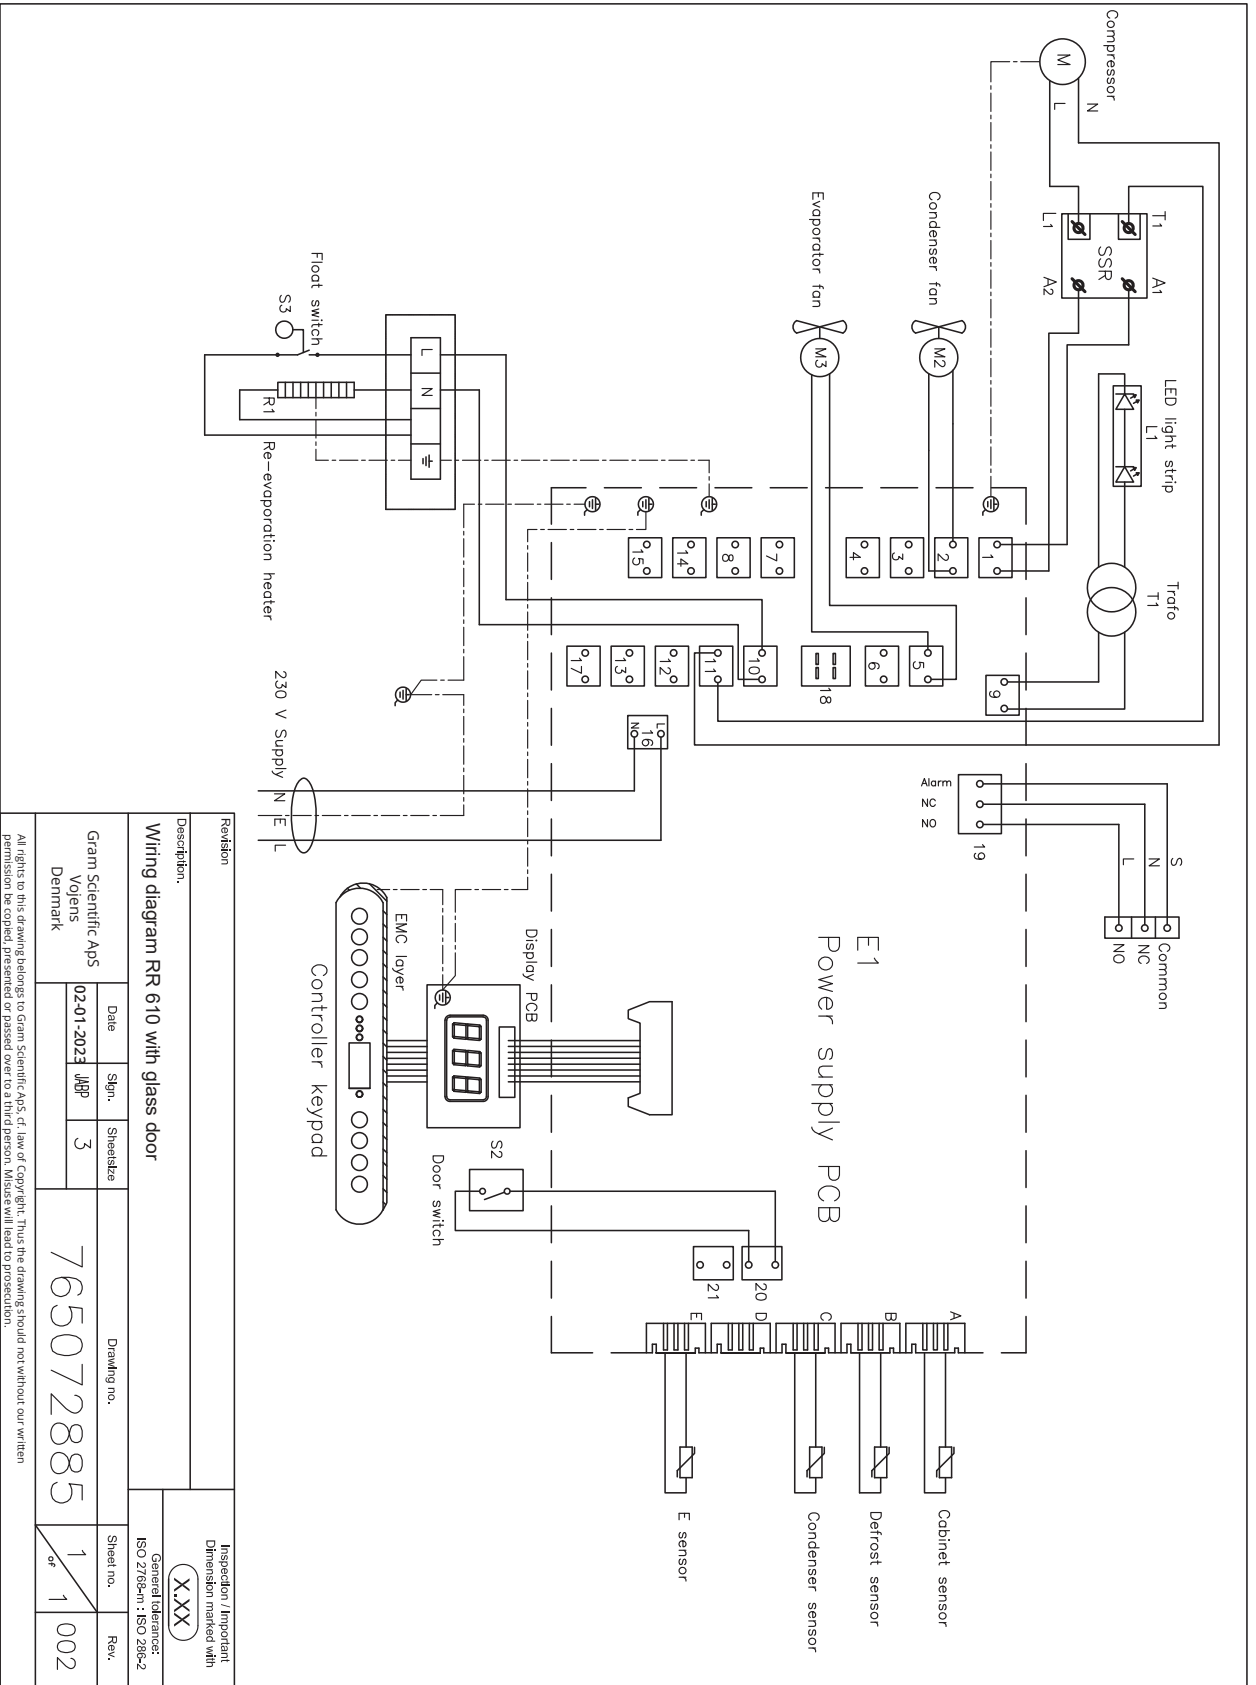 Compressor
M
N
L
T1
L1
SSR
A1
A2
LED light strip
L1
Trafo
T1
Condenser fan
M2
Evaporator fan
M3
Float switch
S3
L
N
R1
Re-evaporation heater
1
2
3
4
7
8
14
15
9
5
6
18
10
11
12
13
17
L
16
N
230 V Supply
N
E
L
Alarm
NC
NO
19
S
N
L
Common
NC
NO
E1
Power supply PCB
Display PCB
EMC layer
Controller keypad
S2
Door switch
20
21
A
B
C
D
E
Cabinet sensor
Defrost sensor
Condenser sensor
E sensor
Revision
Description.
Wiring diagram RR 610 with glass door
Inspection / Important
Dimension marked with
X.XX
Generel tolerance:
ISO 2768-m : ISO 286-2
Gram Scientific ApS
Vojens
Denmark
Date
Sign.
Sheetsize
Drawing no.
Sheet no.
Rev.
02-01-2023
JABP
3
765072885
1 of 1
002
All rights to this drawing belongs to Gram Scientific ApS, cf. law of Copyright. Thus the drawing should not without our written
permission be copied, presented or passed over to a third person. Misuse will lead to prosecution.